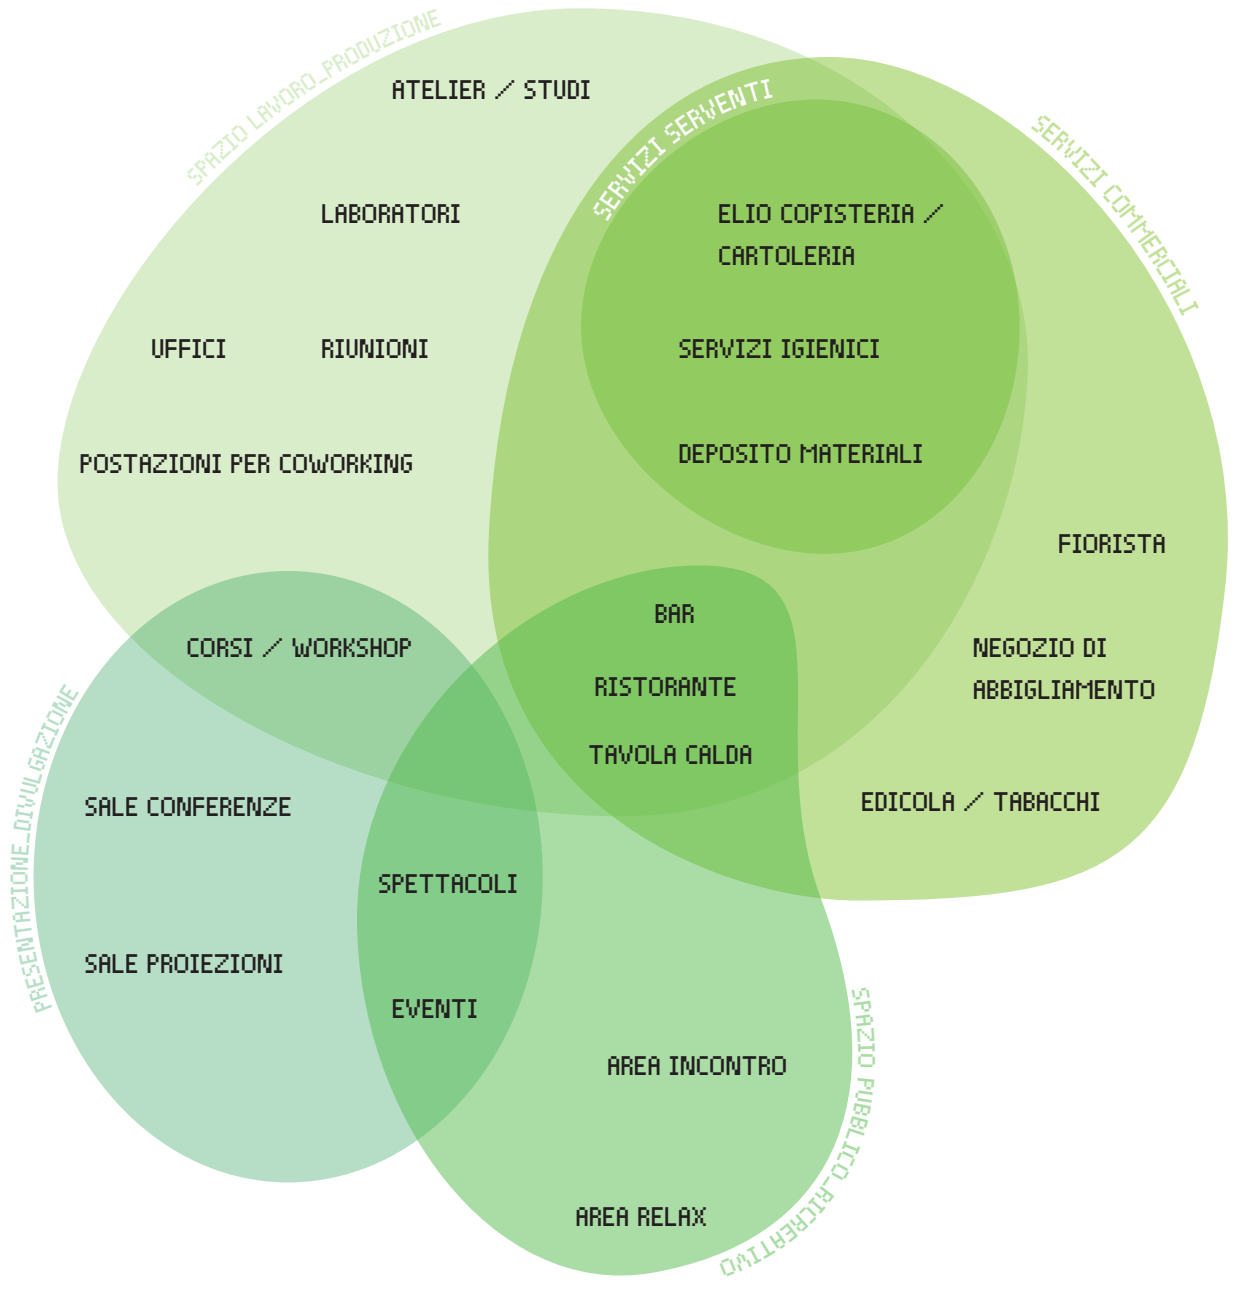 SPAZIO LAVORO_PRODUZIONE
ATELIER / STUDI
SERVIZI SERVENTI
SERVIZI COMMERCIALI
LABORATORI
ELIO COPISTERIA /
CARTOLERIA
UFFICI
RIUNIONI
SERVIZI IGIENICI
POSTAZIONI PER COWORKING
DEPOSITO MATERIALI
FIORISTA
BAR
CORSI / WORKSHOP
NEGOZIO DI
ABBIGLIAMENTO
RISTORANTE
TAVOLA CALDA
PRESENTAZIONE_DIVULGAZIONE
SALE CONFERENZE
EDICOLA / TABACCHI
SPETTACOLI
SALE PROIEZIONI
EVENTI
AREA INCONTRO
SPAZIO PUBBLICO_RICREATIVO
AREA RELAX